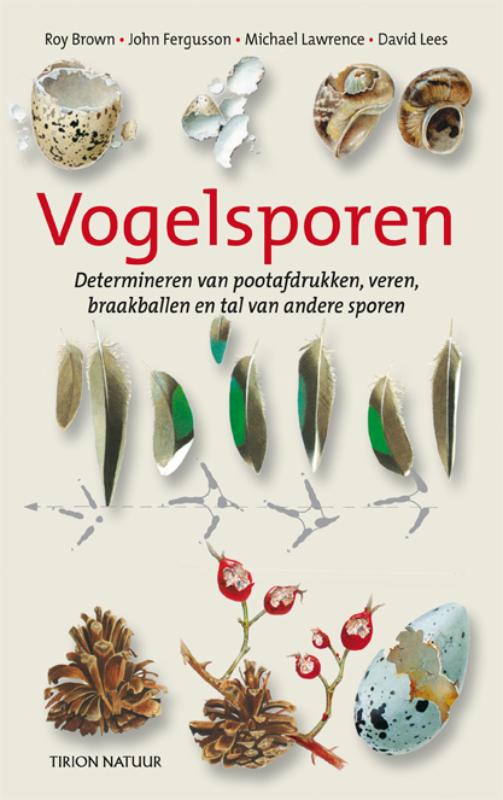 Roy Brown • John Fergusson • Michael Lawrence • David Lees
Vogelsporen
Determineren van pootafdrukken, veren,
braakballen en tal van andere sporen
TIRION NATUUR